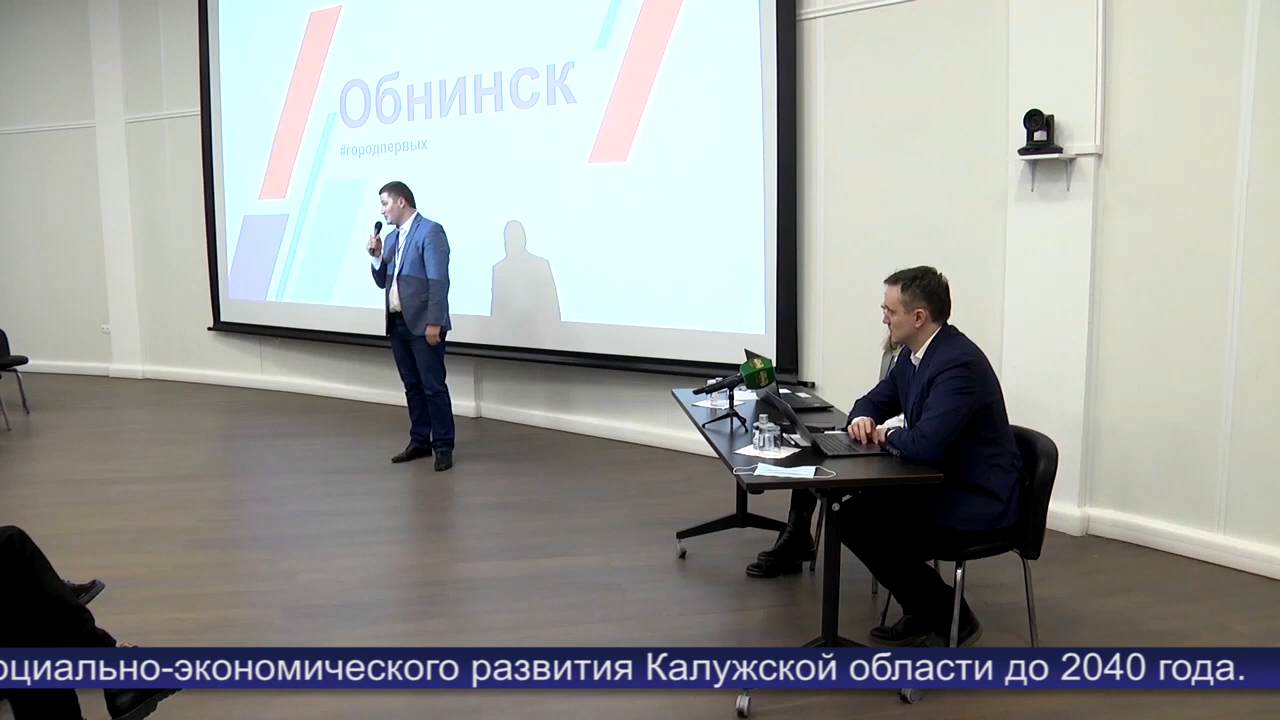 Обнинск
#городпервых
оциально-экономического развития Калужской области до 2040 года.